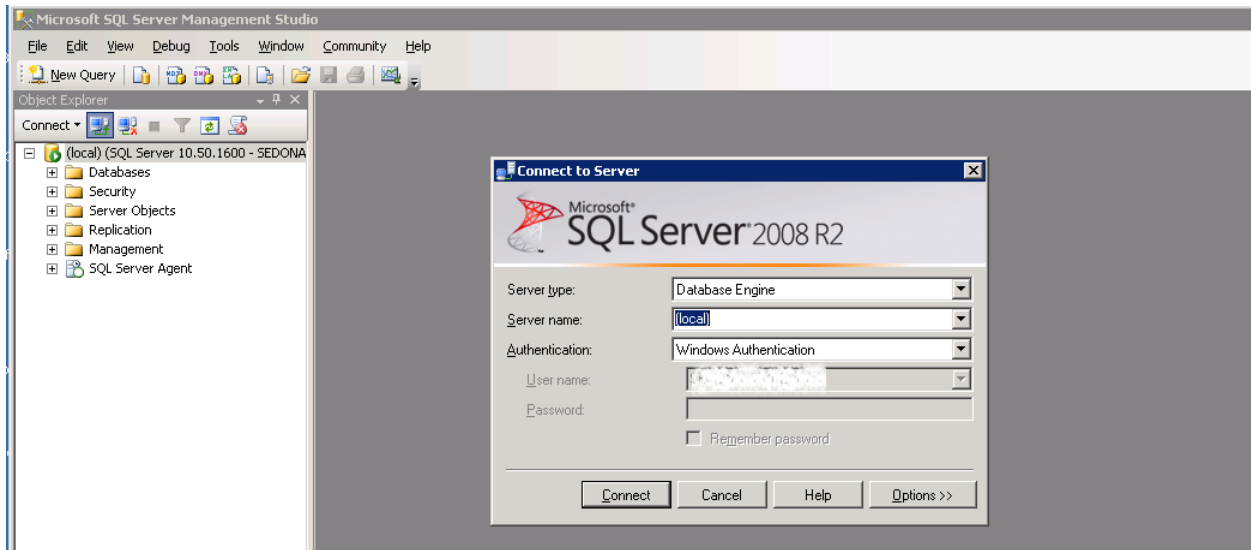 Microsoft SQL Server Management Studio
File Edit View Debug Tools Window Community Help
New Query
Object Explorer
Connect
(local) (SQL Server 10.50.1600 - SEDONA
Databases
Security
Server Objects
Replication
Management
SQL Server Agent
Connect to Server
Microsoft®
SQL Server® 2008 R2
Server type: Database Engine
Server name: (local)
Authentication: Windows Authentication
User name:
Password:
Remember password
Connect Cancel Help Options >>